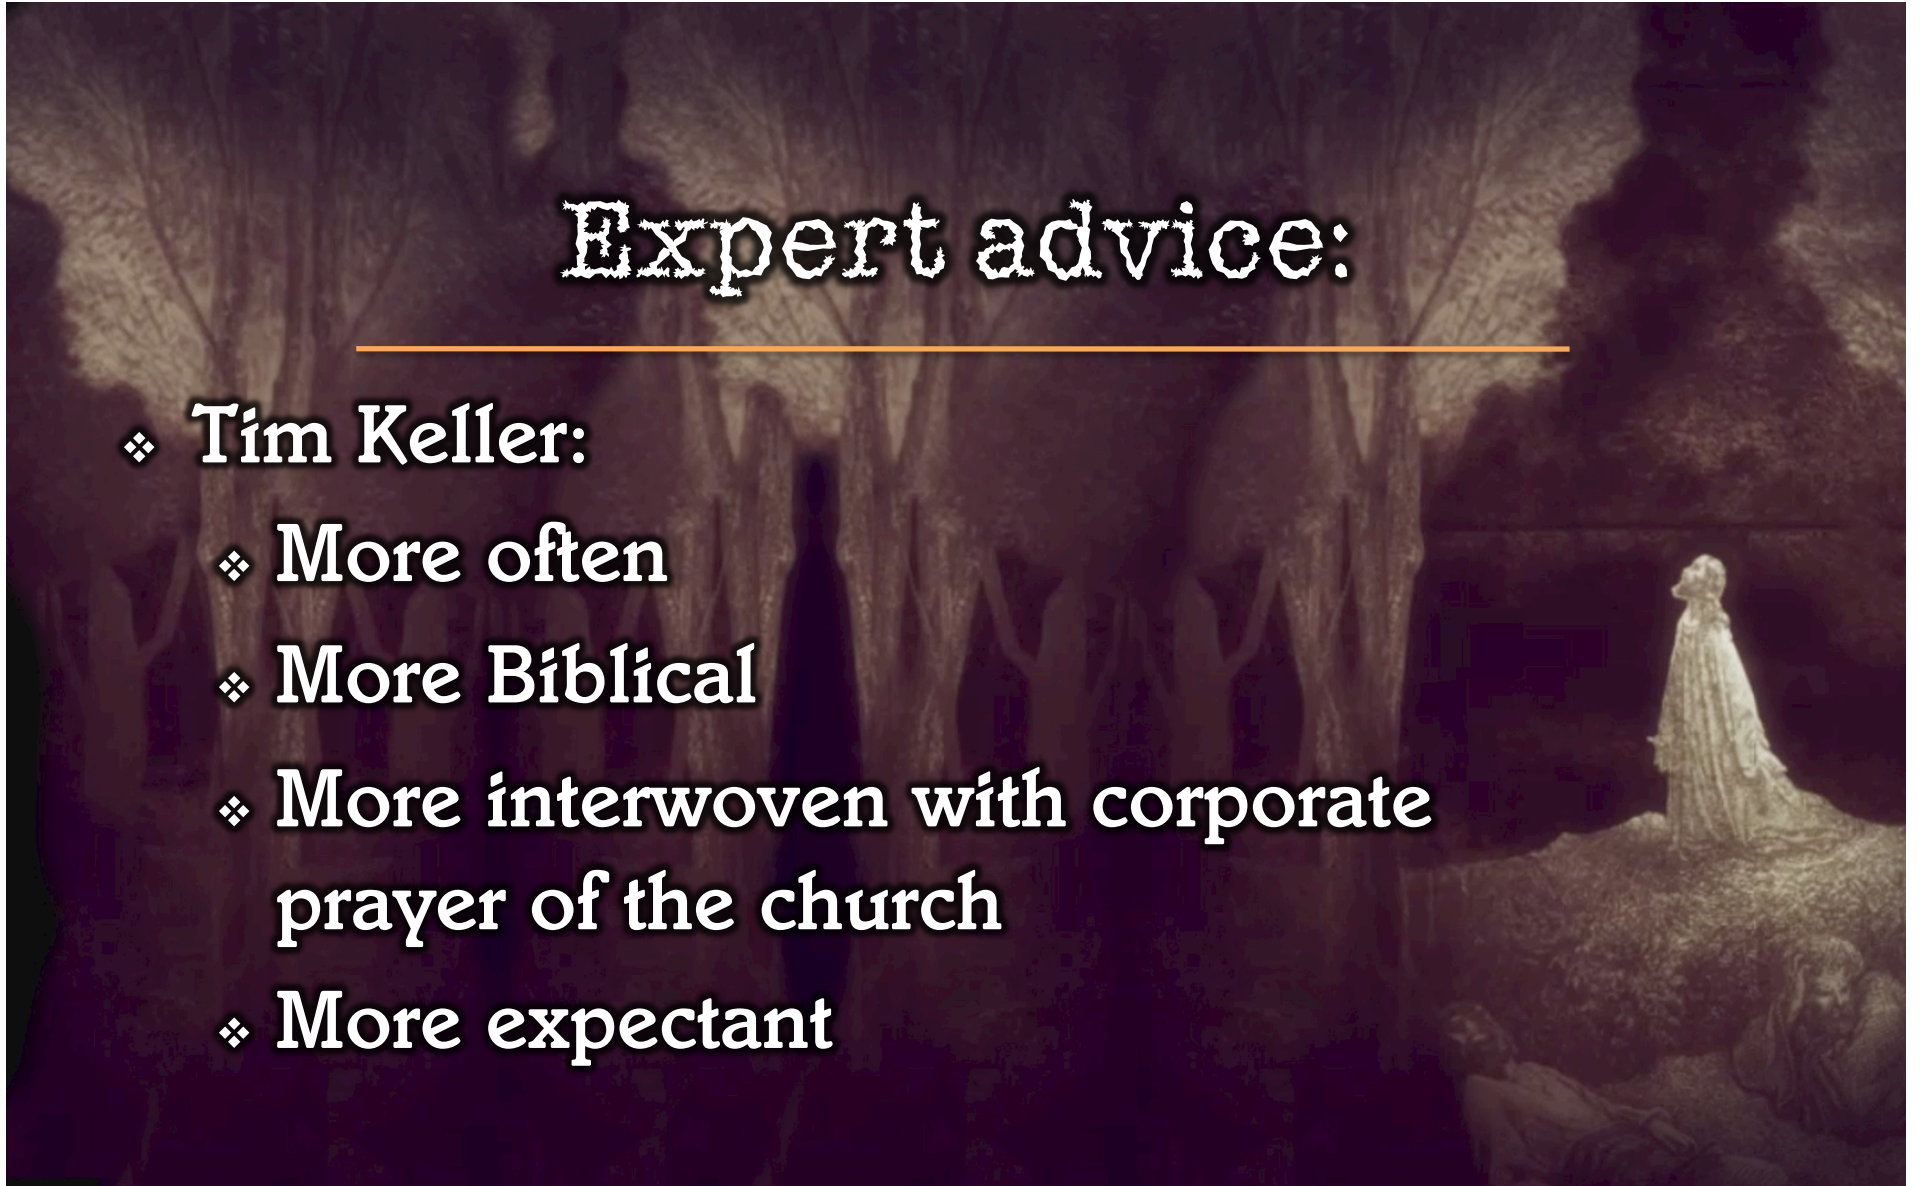 Expert advice:
❖ Tim Keller:
❖ More often
❖ More Biblical
❖ More interwoven with corporate
prayer of the church
❖ More expectant